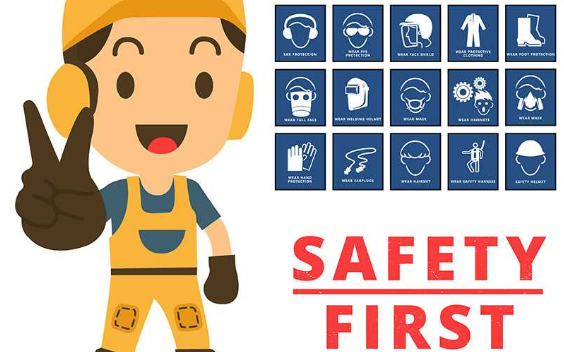 EAR PROTECTION
WEAR EYE
PROTECTION
WEAR FACE SHIELD
WEAR PROTECTIVE
CLOTHING
WEAR FOOT PROTECTION
WEAR FULL FACE
WEAR WELDING HELMET
WEAR MASK
WEAR HAIRNETS
WEAR MASK
WEAR HAND
PROTECTION
WEAR EARPLUGS
WEAR HAIRNET
WEAR SAFETY HARNESS
SAFETY HELMET
SAFETY
FIRST